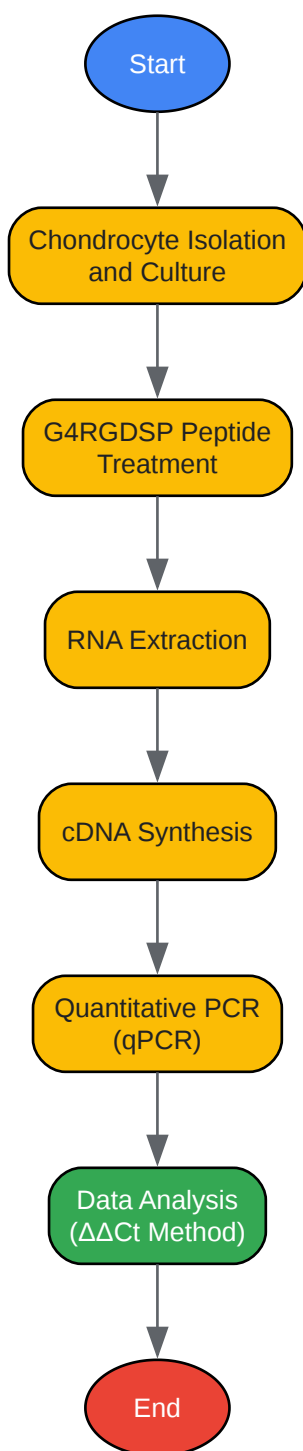 Start
Chondrocyte Isolation
and Culture
G4RGDSP Peptide
Treatment
RNA Extraction
cDNA Synthesis
Quantitative PCR
(qPCR)
Data Analysis
(ΔΔCt Method)
End